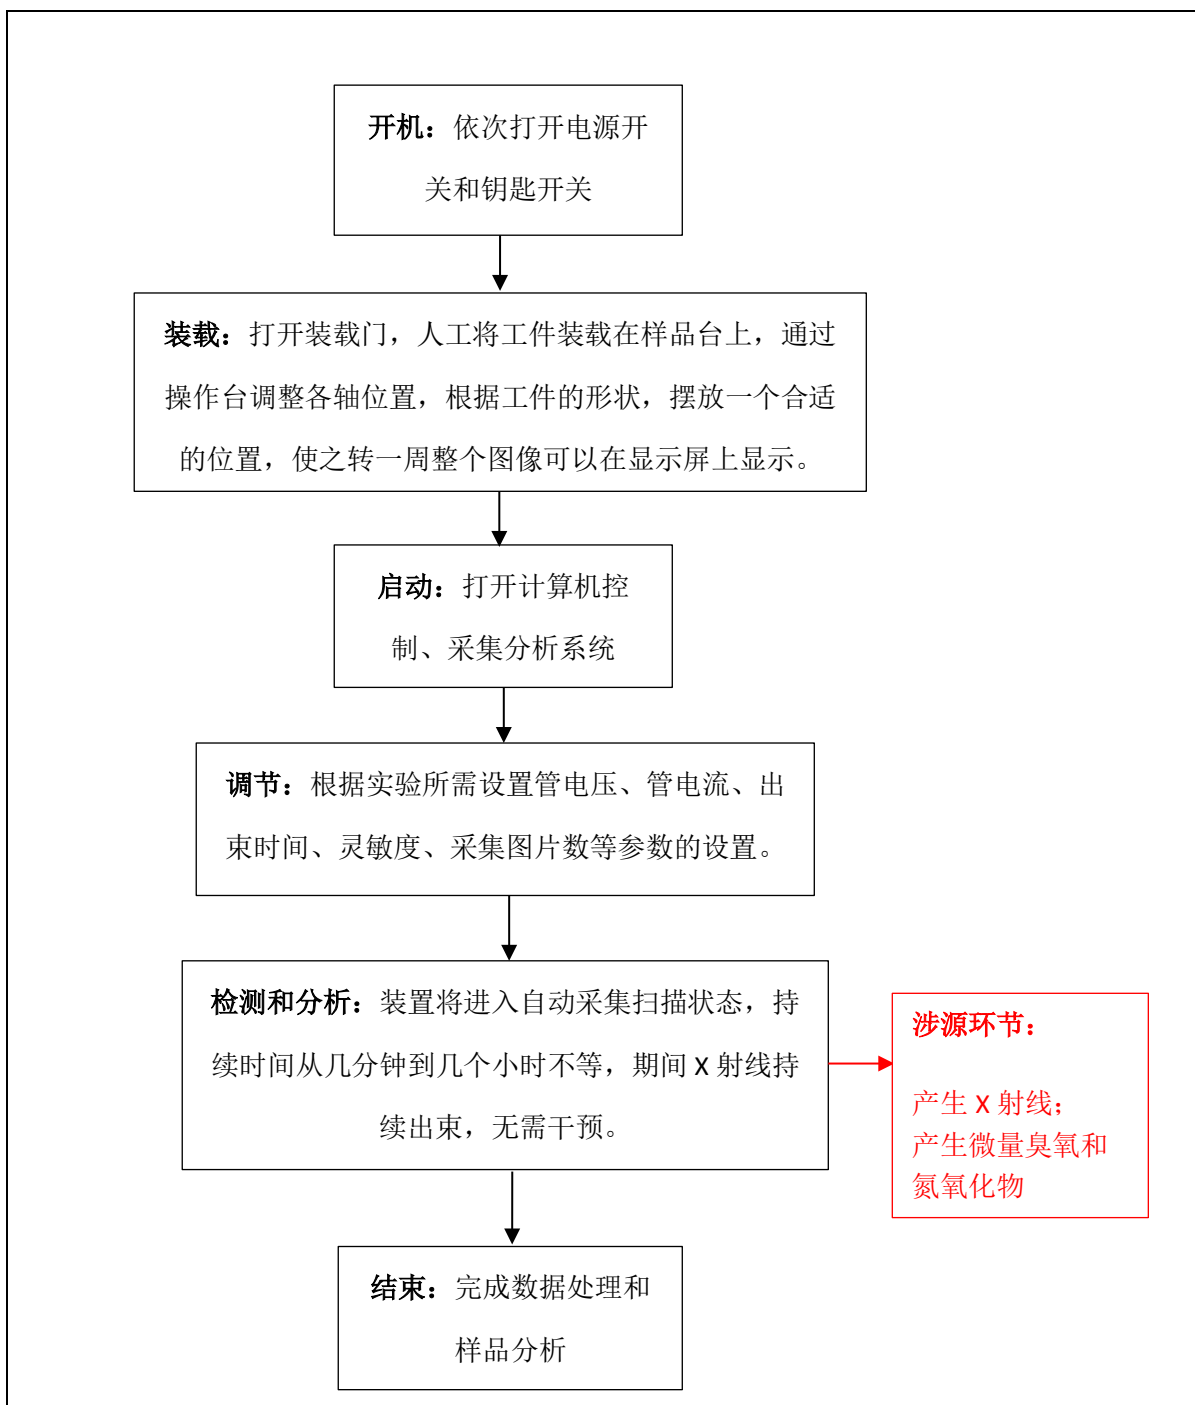 开机：依次打开电源开
关和钥匙开关
装载：打开装载门，人工将工件装载在样品台上，通过
操作台调整各轴位置，根据工件的形状，摆放一个合适
的位置，使之转一周整个图像可以在显示屏上显示。
启动：打开计算机控
制、采集分析系统
调节：根据实验所需设置管电压、管电流、出
束时间、灵敏度、采集图片数等参数的设置。
检测和分析：装置将进入自动采集扫描状态，持
续时间从几分钟到几个小时不等，期间 X 射线持
续出束，无需干预。
涉源环节：
产生 X 射线；
产生微量臭氧和
氮氧化物
结束：完成数据处理和
样品分析